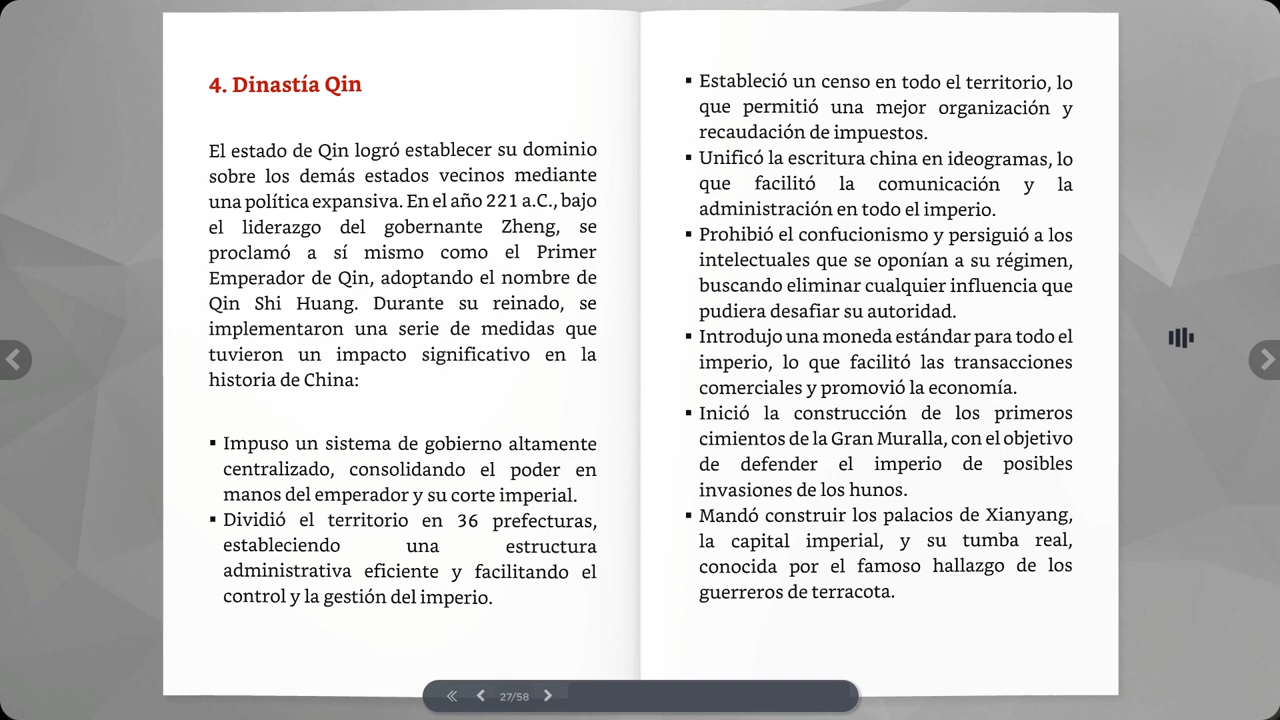 4. Dinastía Qin
El estado de Qin logró establecer su dominio
sobre los demás estados vecinos mediante
una política expansiva. En el año 221 a.C., bajo
el liderazgo del gobernante Zheng, se
proclamó a sí mismo como el Primer
Emperador de Qin, adoptando el nombre de
Qin Shi Huang. Durante su reinado, se
implementaron una serie de medidas que
tuvieron un impacto significativo en la
historia de China:
▪ Impuso un sistema de gobierno altamente
centralizado, consolidando el poder en
manos del emperador y su corte imperial.
▪ Dividió el territorio en 36 prefecturas,
estableciendo una estructura
administrativa eficiente y facilitando el
control y la gestión del imperio.
▪ Estableció un censo en todo el territorio, lo
que permitió una mejor organización y
recaudación de impuestos.
▪ Unificó la escritura china en ideogramas, lo
que facilitó la comunicación y la
administración en todo el imperio.
▪ Prohibió el confucionismo y persiguió a los
intelectuales que se oponían a su régimen,
buscando eliminar cualquier influencia que
pudiera desafiar su autoridad.
▪ Introdujo una moneda estándar para todo el
imperio, lo que facilitó las transacciones
comerciales y promovió la economía.
▪ Inició la construcción de los primeros
cimientos de la Gran Muralla, con el objetivo
de defender el imperio de posibles
invasiones de los hunos.
▪ Mandó construir los palacios de Xianyang,
la capital imperial, y su tumba real,
conocida por el famoso hallazgo de los
guerreros de terracota.
27/58